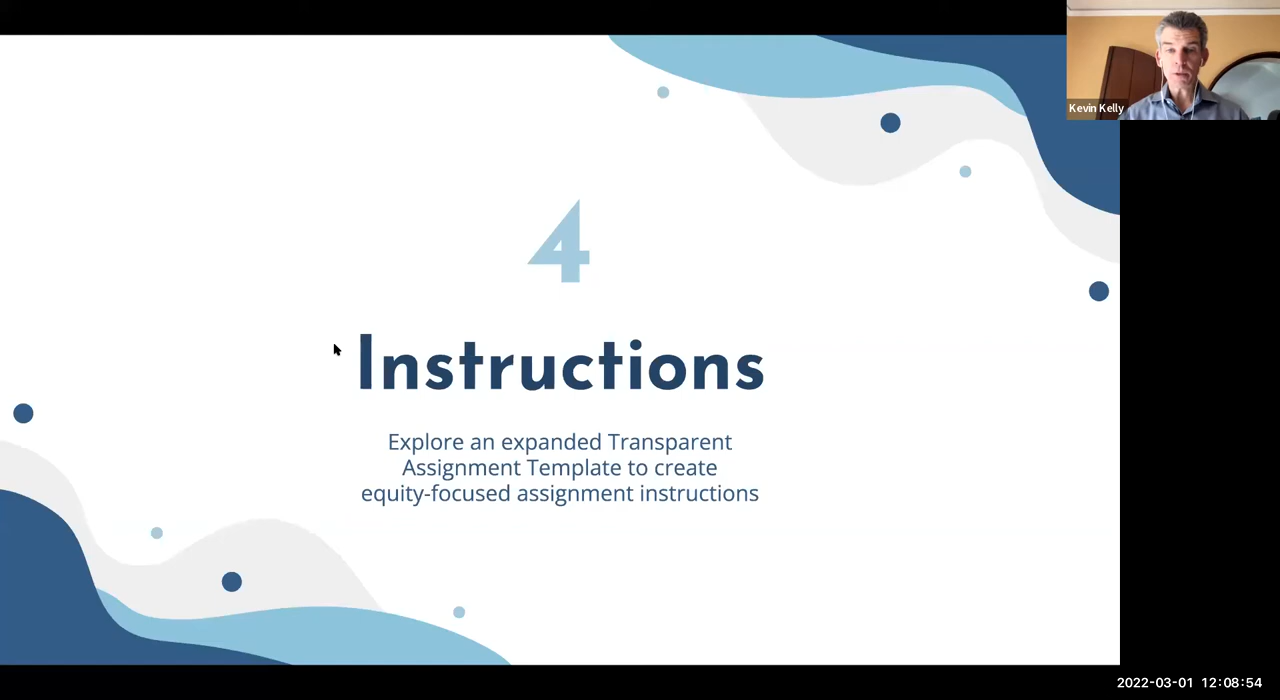 Kevin Kelly
4
Instructions
Explore an expanded Transparent
Assignment Template to create
equity-focused assignment instructions
2022-03-01 12:08:54